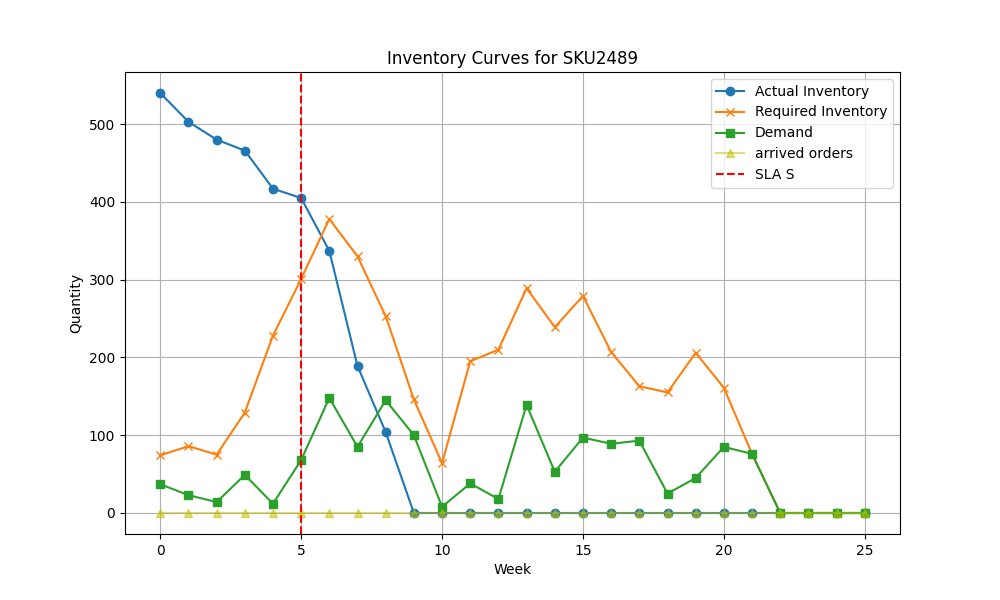 Inventory Curves for SKU2489
Actual Inventory
Required Inventory
Demand
arrived orders
SLA S
Quantity
500
400
300
200
100
0
0 5 10 15 20 25
Week